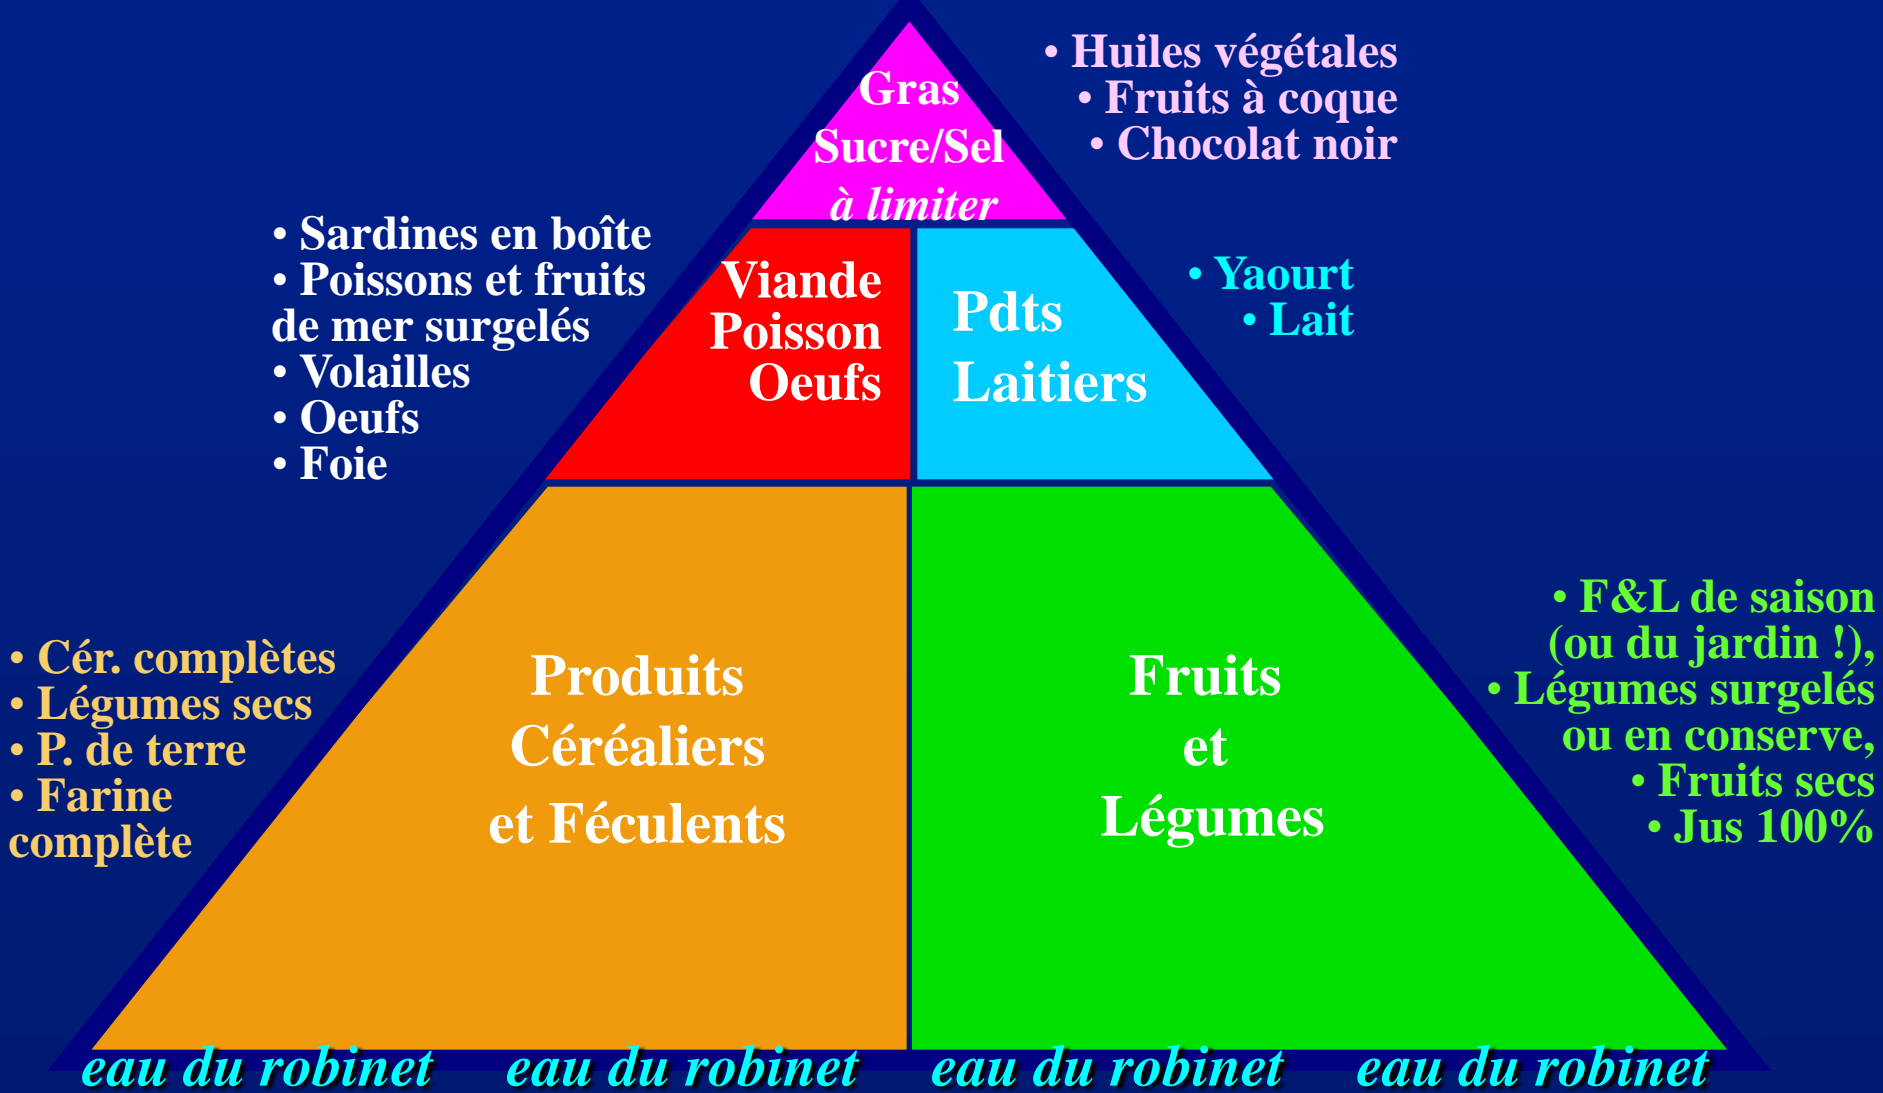 Gras
Sucre/Sel
à limiter
• Huiles végétales
• Fruits à coque
• Chocolat noir
• Sardines en boîte
• Poissons et fruits
de mer surgelés
• Volailles
• Oeufs
• Foie
Viande
Poisson
Oeufs
Pdts
Laitiers
• Yaourt
• Lait
• Cér. complètes
• Légumes secs
• P. de terre
• Farine
complète
Produits
Céréaliers
et Féculents
Fruits
et
Légumes
• F&L de saison
(ou du jardin !),
• Légumes surgelés
ou en conserve,
• Fruits secs
• Jus 100%
eau du robinet eau du robinet eau du robinet eau du robinet